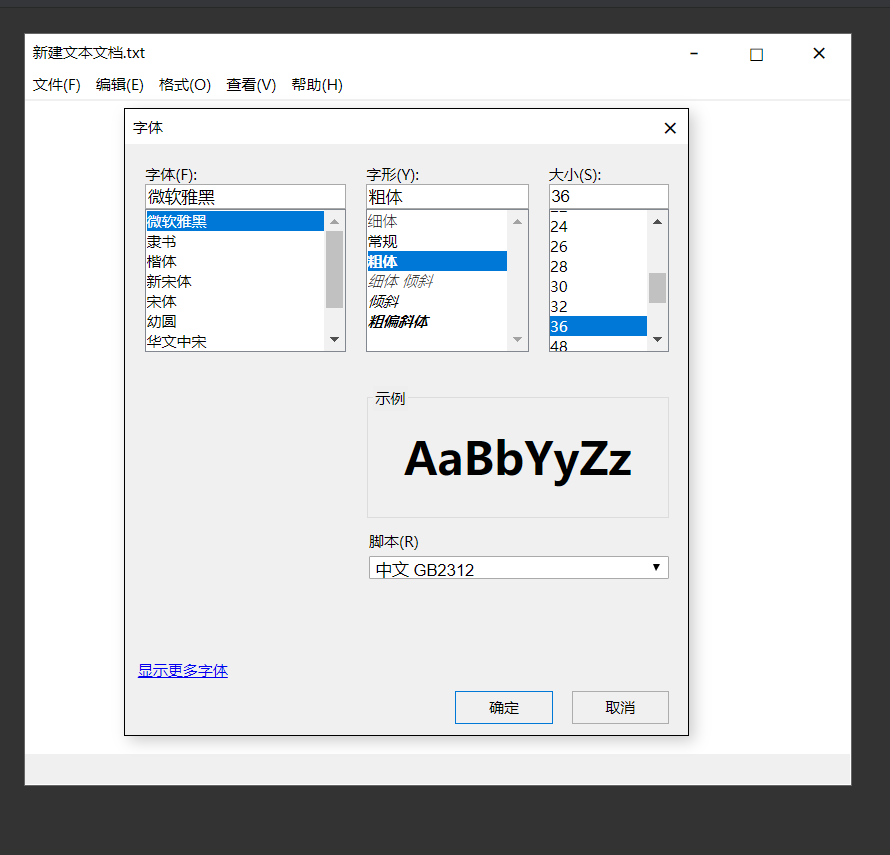 新建文本文档.txt
文件(F) 编辑(E) 格式(O) 查看(V) 帮助(H)
字体
字体(F): 字形(Y): 大小(S):
微软雅黑 粗体 36
微软雅黑 细体 24
隶书 常规 26
楷体 粗体 28
新宋体 细体 倾斜 30
宋体 倾斜 32
幼圆 粗偏斜体 36
华文中宋 48
示例
AaBbYyZz
脚本(R)
中文 GB2312
显示更多字体
确定 取消